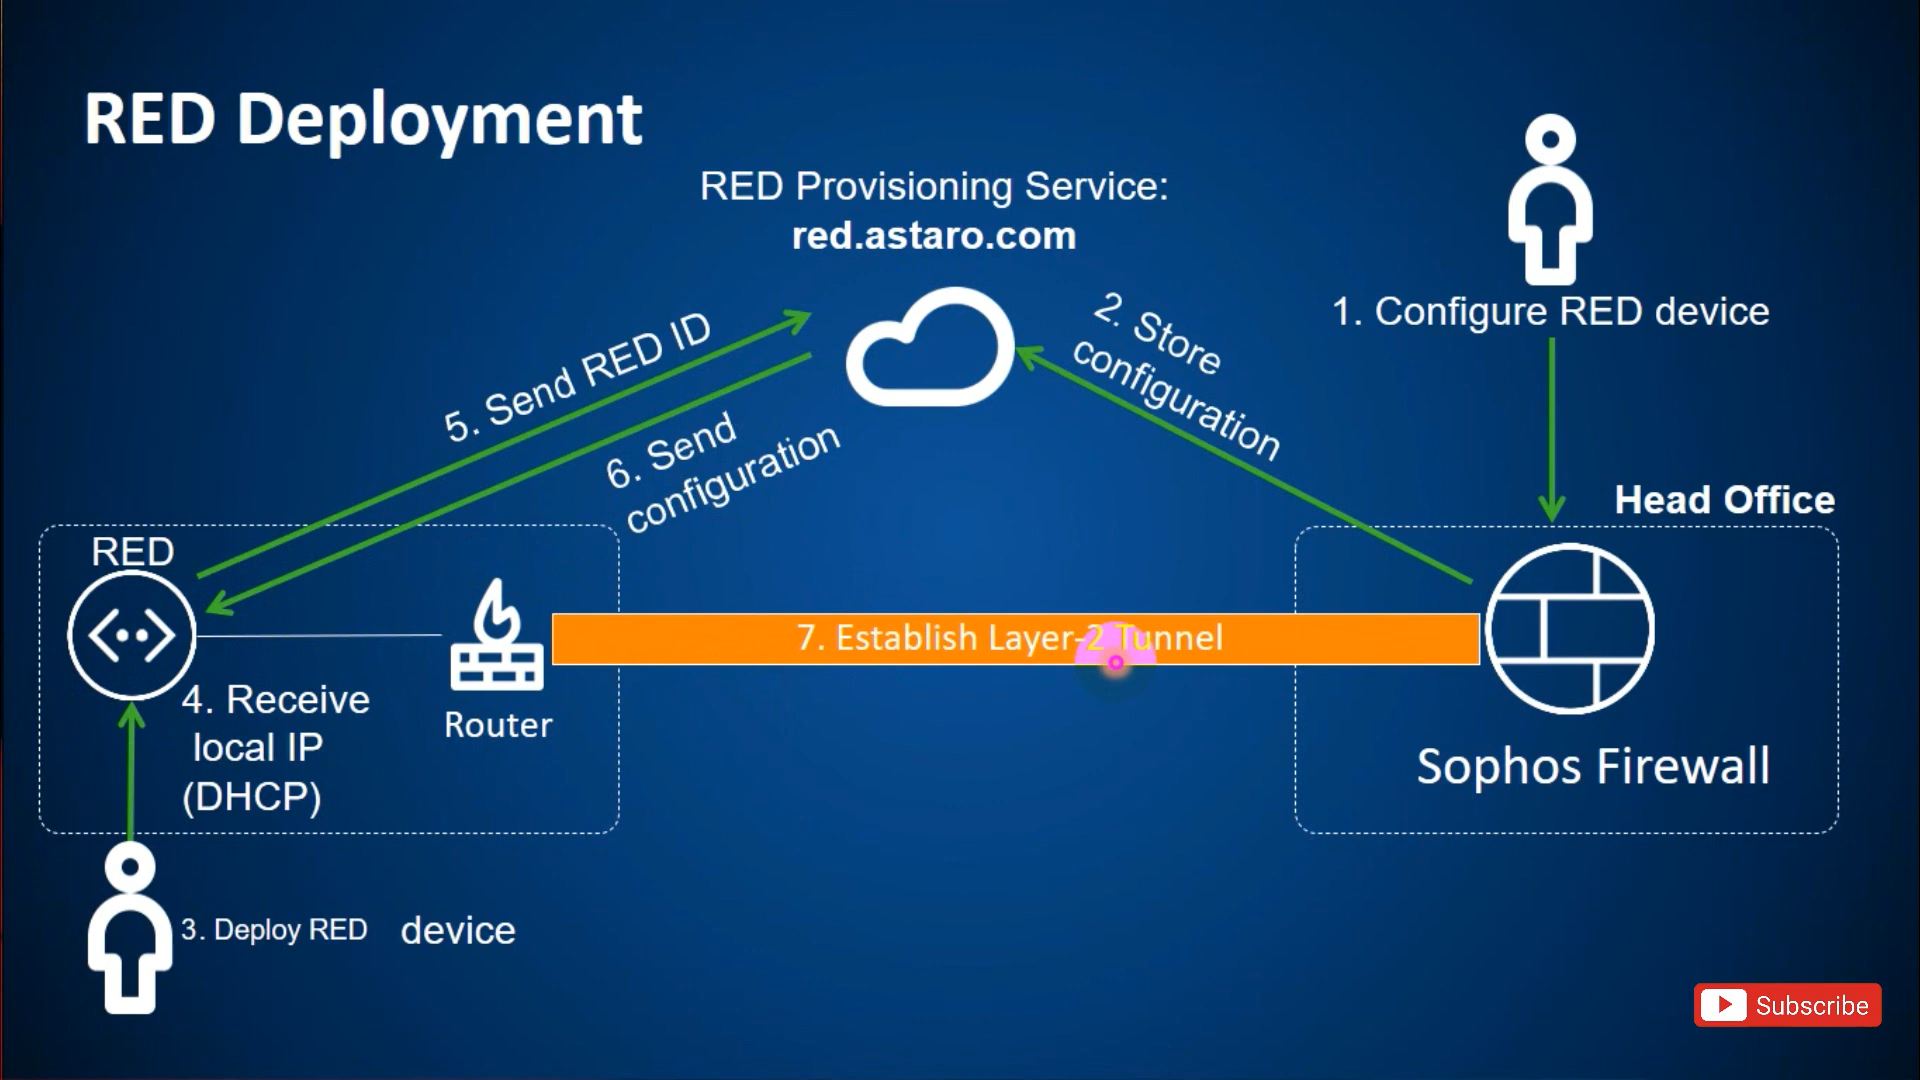 RED Deployment
RED Provisioning Service:
red.astaro.com
1. Configure RED device
2. Store
configuration
5. Send RED ID
6. Send
configuration
Head Office
RED
7. Establish Layer-2 Tunnel
4. Receive
local IP
(DHCP)
Router
Sophos Firewall
3. Deploy RED device
Subscribe